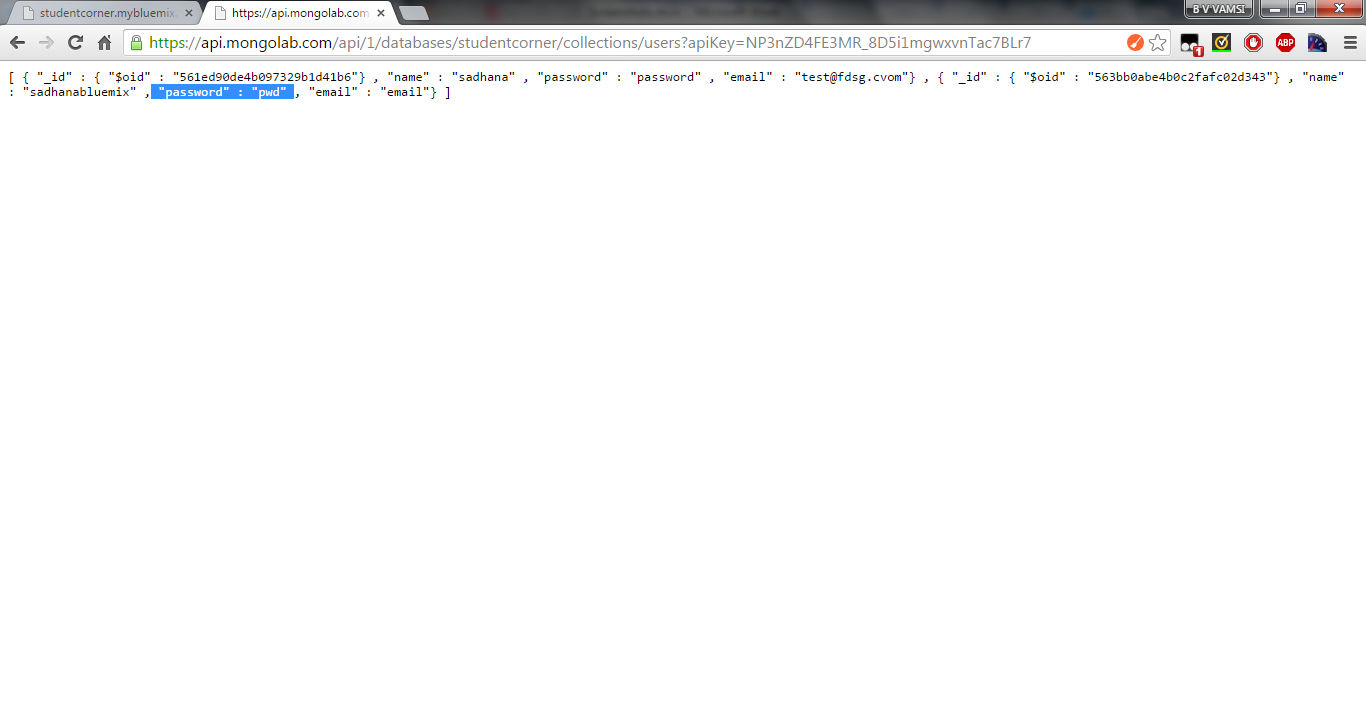 studentcorner.mybluemix
https://api.mongolab.com
B V VAMSI
https://api.mongolab.com/api/1/databases/studentcorner/collections/users?apiKey=NP3nZD4FE3MR_8D5i1mgwxvnTac7BLr7
1
ABP
[ { "_id" : { "$oid" : "561ed90de4b097329b1d41b6"} , "name" : "sadhana" , "password" : "password" , "email" : "test@fdsg.cvom"} , { "_id" : { "$oid" : "563bb0abe4b0c2fafc02d343"} , "name"
: "sadhanabluemix" , "password" : "pwd" , "email" : "email"} ]